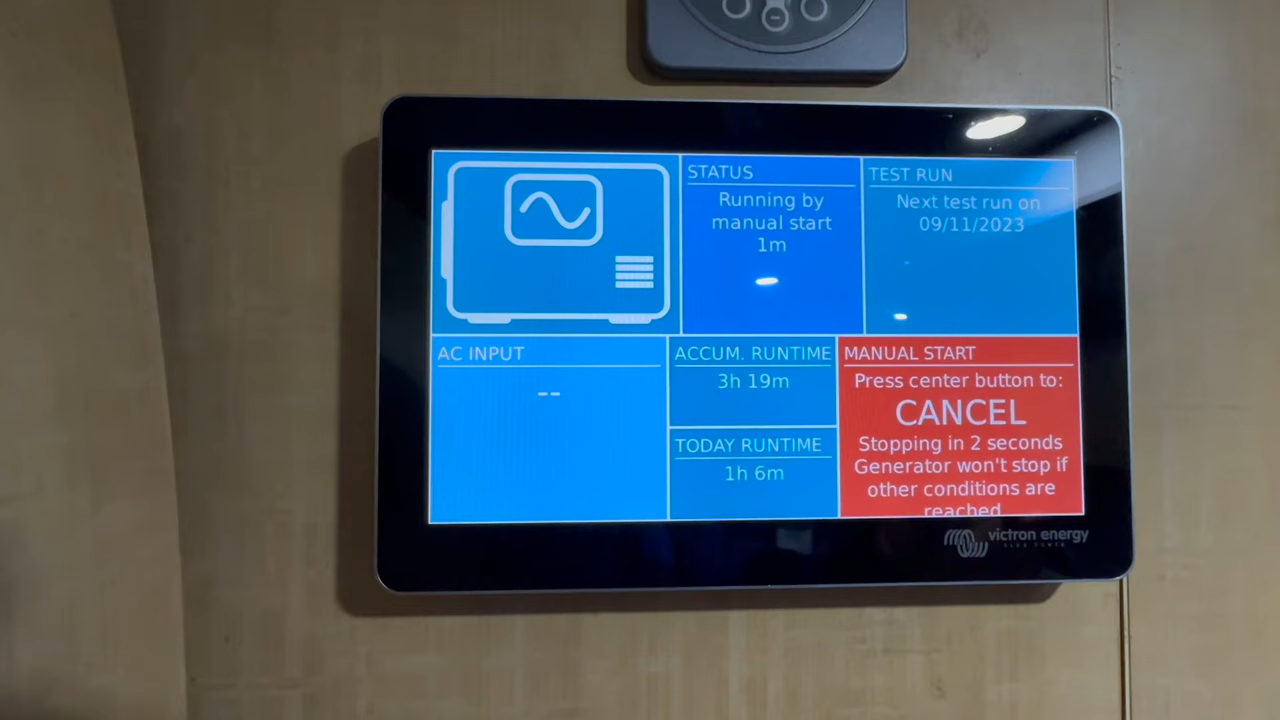 STATUS
Running by
manual start
1m
TEST RUN
Next test run on
09/11/2023
AC INPUT
--
ACCUM. RUNTIME
3h 19m
TODAY RUNTIME
1h 6m
MANUAL START
Press center button to:
CANCEL
Stopping in 2 seconds
Generator won't stop if
other conditions are
reached
victron energy
BLUE POWER